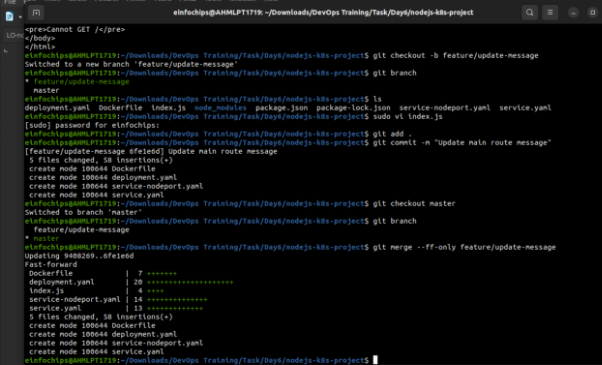 File
einfochips@AHMLPT1719: ~/Downloads/DevOps Training/Task/Day6/nodejs-k8s-project
<pre>Cannot GET /</pre>
</body>
</html>
einfochips@AHMLPT1719:~/Downloads/DevOps Training/Task/Day6/nodejs-k8s-project$ git checkout -b feature/update-message
Switched to a new branch 'feature/update-message'
einfochips@AHMLPT1719:~/Downloads/DevOps Training/Task/Day6/nodejs-k8s-project$ git branch
* feature/update-message
  master
einfochips@AHMLPT1719:~/Downloads/DevOps Training/Task/Day6/nodejs-k8s-project$ ls
deployment.yaml  Dockerfile  index.js  node_modules  package.json  package-lock.json  service-nodeport.yaml  service.yaml
einfochips@AHMLPT1719:~/Downloads/DevOps Training/Task/Day6/nodejs-k8s-project$ sudo vi index.js
[sudo] password for einfochips:
einfochips@AHMLPT1719:~/Downloads/DevOps Training/Task/Day6/nodejs-k8s-project$ git add .
einfochips@AHMLPT1719:~/Downloads/DevOps Training/Task/Day6/nodejs-k8s-project$ git commit -m "Update main route message"
[feature/update-message 6fe1e6d] Update main route message
 5 files changed, 58 insertions(+)
 create mode 100644 Dockerfile
 create mode 100644 deployment.yaml
 create mode 100644 service-nodeport.yaml
 create mode 100644 service.yaml
einfochips@AHMLPT1719:~/Downloads/DevOps Training/Task/Day6/nodejs-k8s-project$ git checkout master
Switched to branch 'master'
einfochips@AHMLPT1719:~/Downloads/DevOps Training/Task/Day6/nodejs-k8s-project$ git branch
  feature/update-message
* master
einfochips@AHMLPT1719:~/Downloads/DevOps Training/Task/Day6/nodejs-k8s-project$ git merge --ff-only feature/update-message
Updating 9480269..6fe1e6d
Fast-forward
 Dockerfile            |  7 +++++++
 deployment.yaml       | 20 ++++++++++++++++++++
 index.js              |  4 ++++
 service-nodeport.yaml | 14 ++++++++++++++
 service.yaml          | 13 +++++++++++++
 5 files changed, 58 insertions(+)
 create mode 100644 Dockerfile
 create mode 100644 deployment.yaml
 create mode 100644 service-nodeport.yaml
 create mode 100644 service.yaml
einfochips@AHMLPT1719:~/Downloads/DevOps Training/Task/Day6/nodejs-k8s-project$